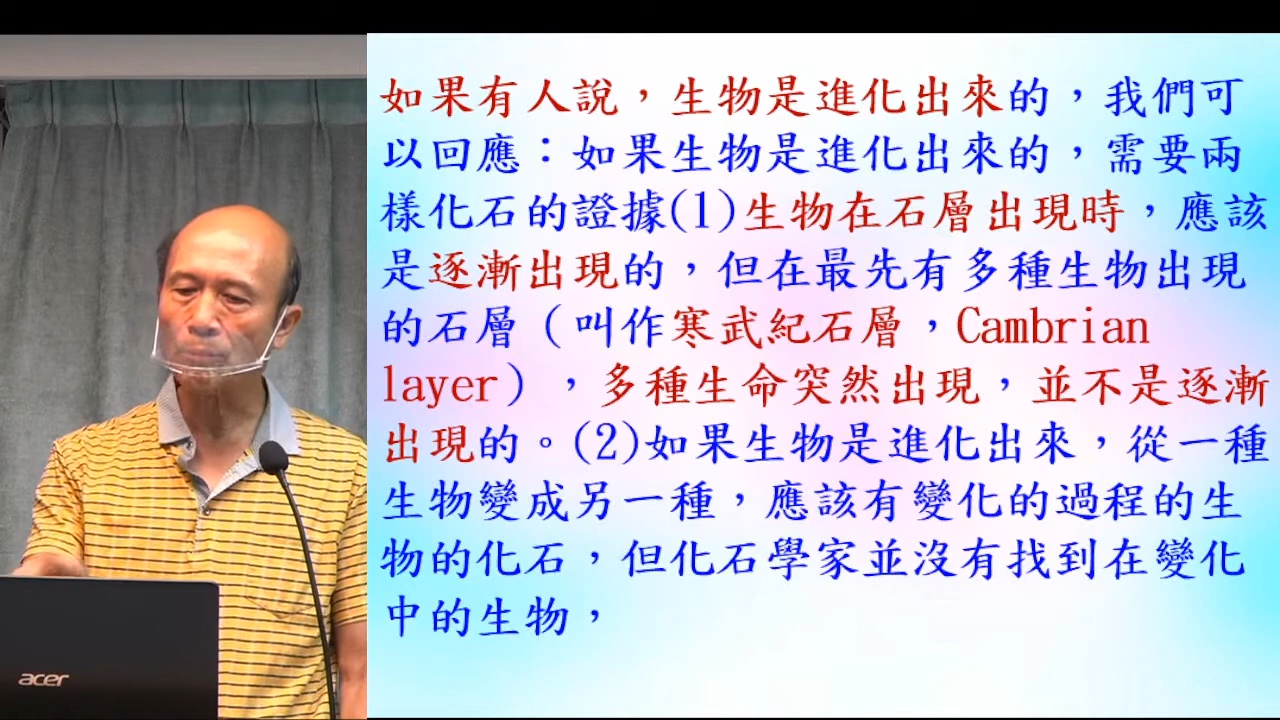 如果有人說，生物是進化出來的，我們可
以回應：如果生物是進化出來的，需要兩
樣化石的證據(1)生物在石層出現時，應該
是逐漸出現的，但在最先有多種生物出現
的石層（叫作寒武紀石層，Cambrian
layer），多種生命突然出現，並不是逐漸
出現的。(2)如果生物是進化出來，從一種
生物變成另一種，應該有變化的過程的生
物的化石，但化石學家並沒有找到在變化
中的生物，
acer